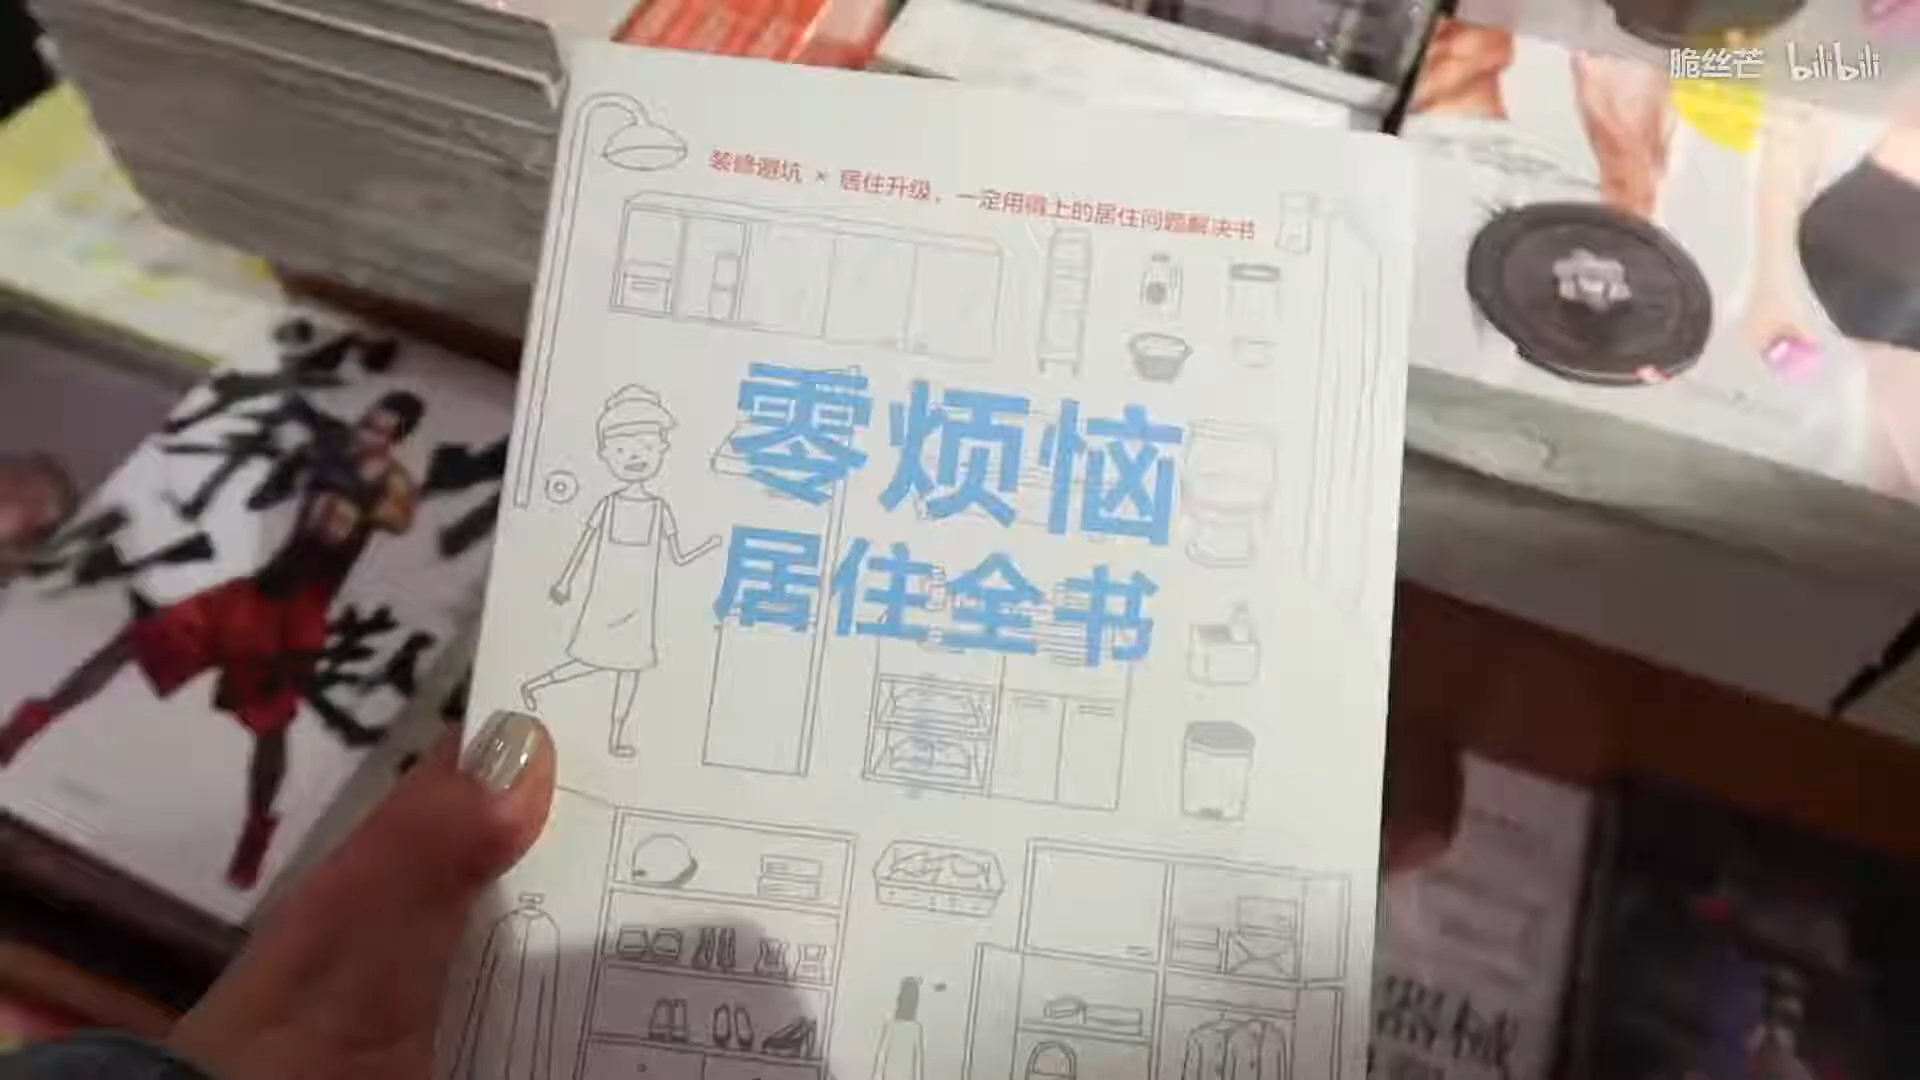 脆丝芒 bilibili
装修避坑 × 居住升级，一定用得上的居住问题解决书
零烦恼
居住全书